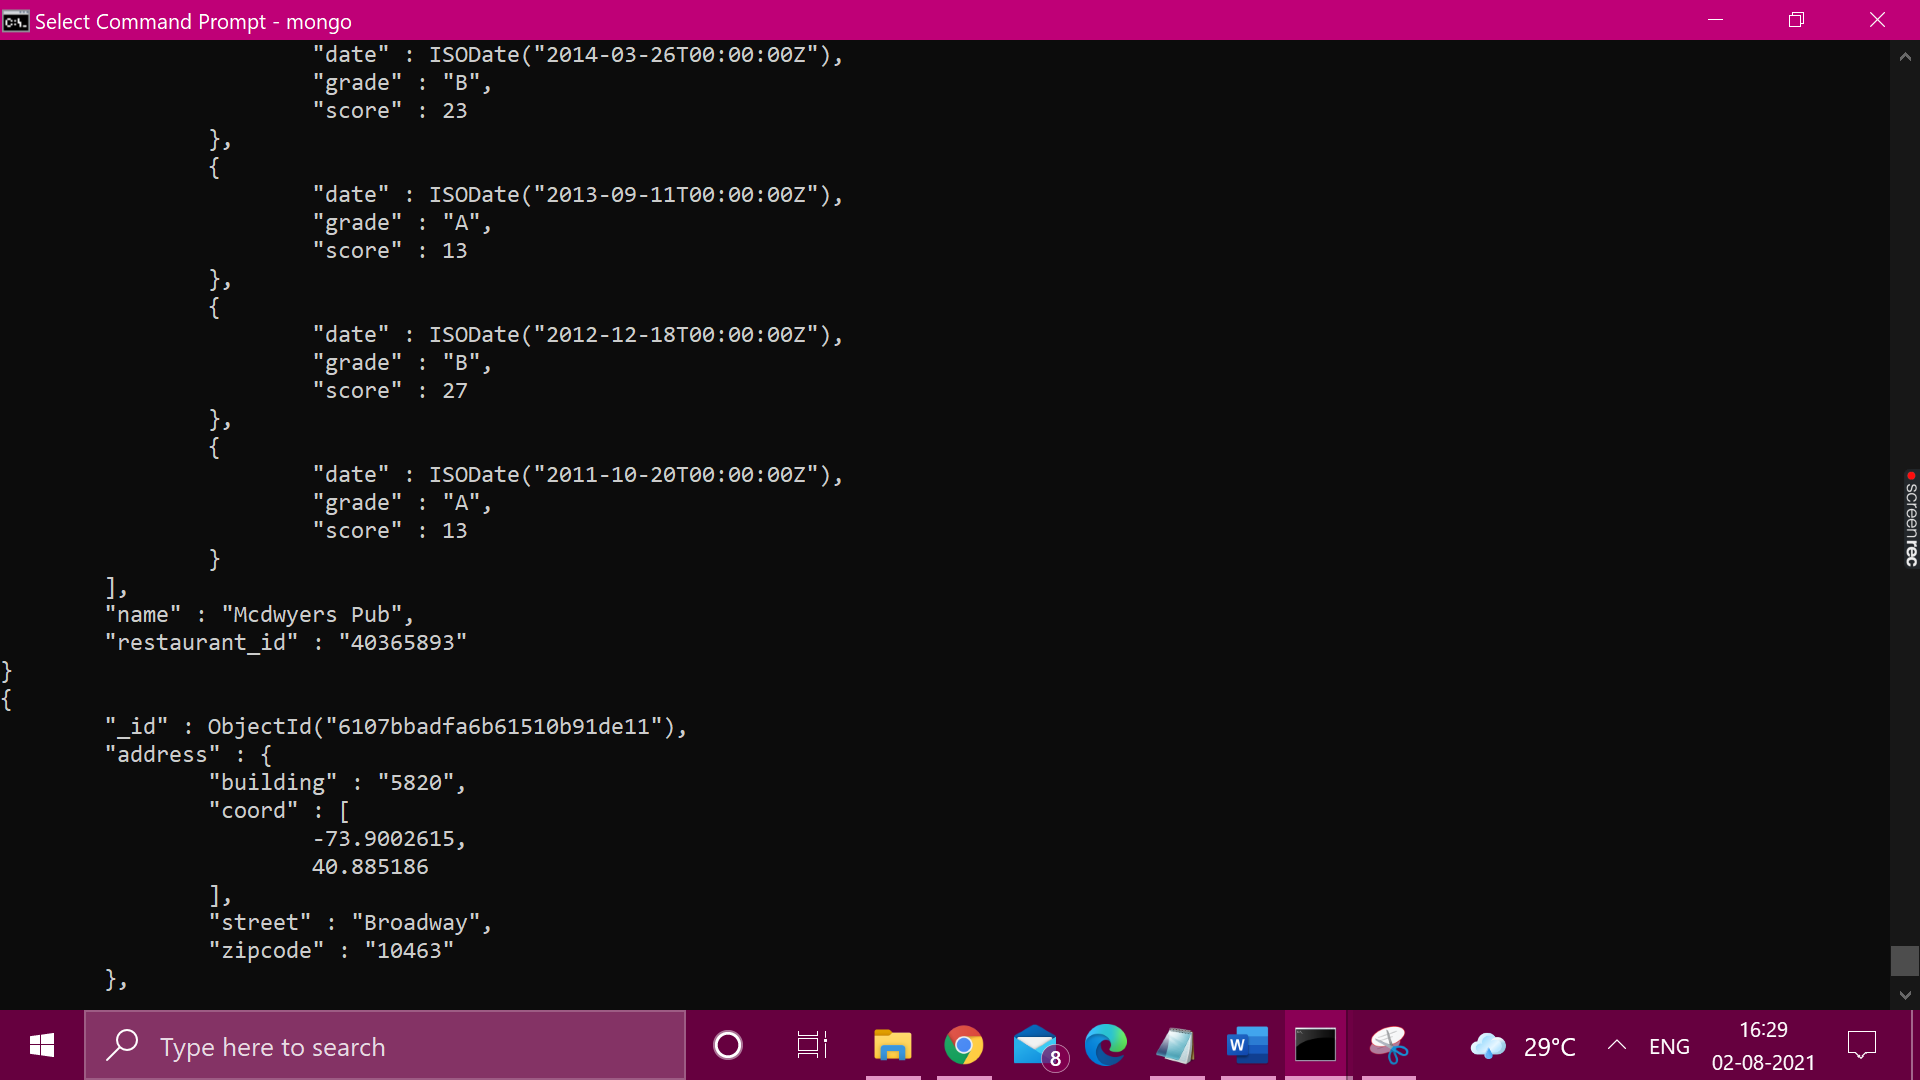 Select Command Prompt - mongo
"date" : ISODate("2014-03-26T00:00:00Z"),
"grade" : "B",
"score" : 23
},
{
"date" : ISODate("2013-09-11T00:00:00Z"),
"grade" : "A",
"score" : 13
},
{
"date" : ISODate("2012-12-18T00:00:00Z"),
"grade" : "B",
"score" : 27
},
{
"date" : ISODate("2011-10-20T00:00:00Z"),
"grade" : "A",
"score" : 13
}
],
"name" : "Mcdwyers Pub",
"restaurant_id" : "40365893"
}
{
"_id" : ObjectId("6107bbadfa6b61510b91de11"),
"address" : {
"building" : "5820",
"coord" : [
-73.9002615,
40.885186
],
"street" : "Broadway",
"zipcode" : "10463"
},
screenrec
Type here to search
8
W
29°C
ENG
16:29
02-08-2021